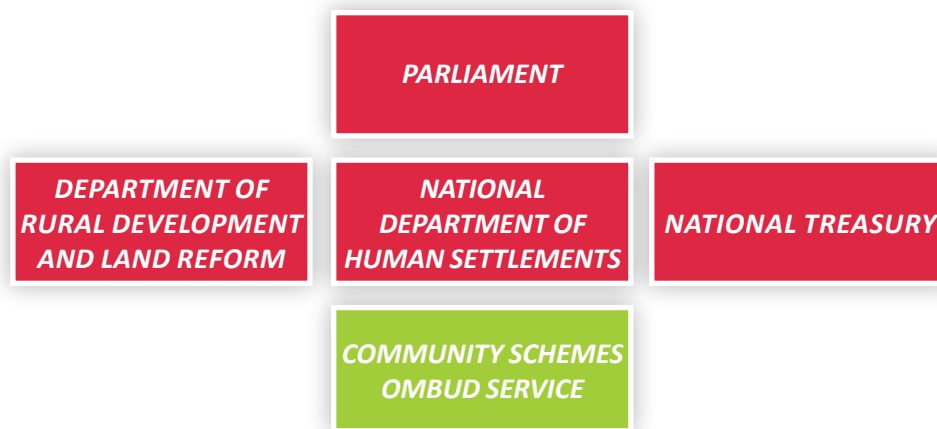 PARLIAMENT
DEPARTMENT OF
RURAL DEVELOPMENT
AND LAND REFORM
NATIONAL
DEPARTMENT OF
HUMAN SETTLEMENTS
NATIONAL TREASURY
COMMUNITY SCHEMES
OMBUD SERVICE